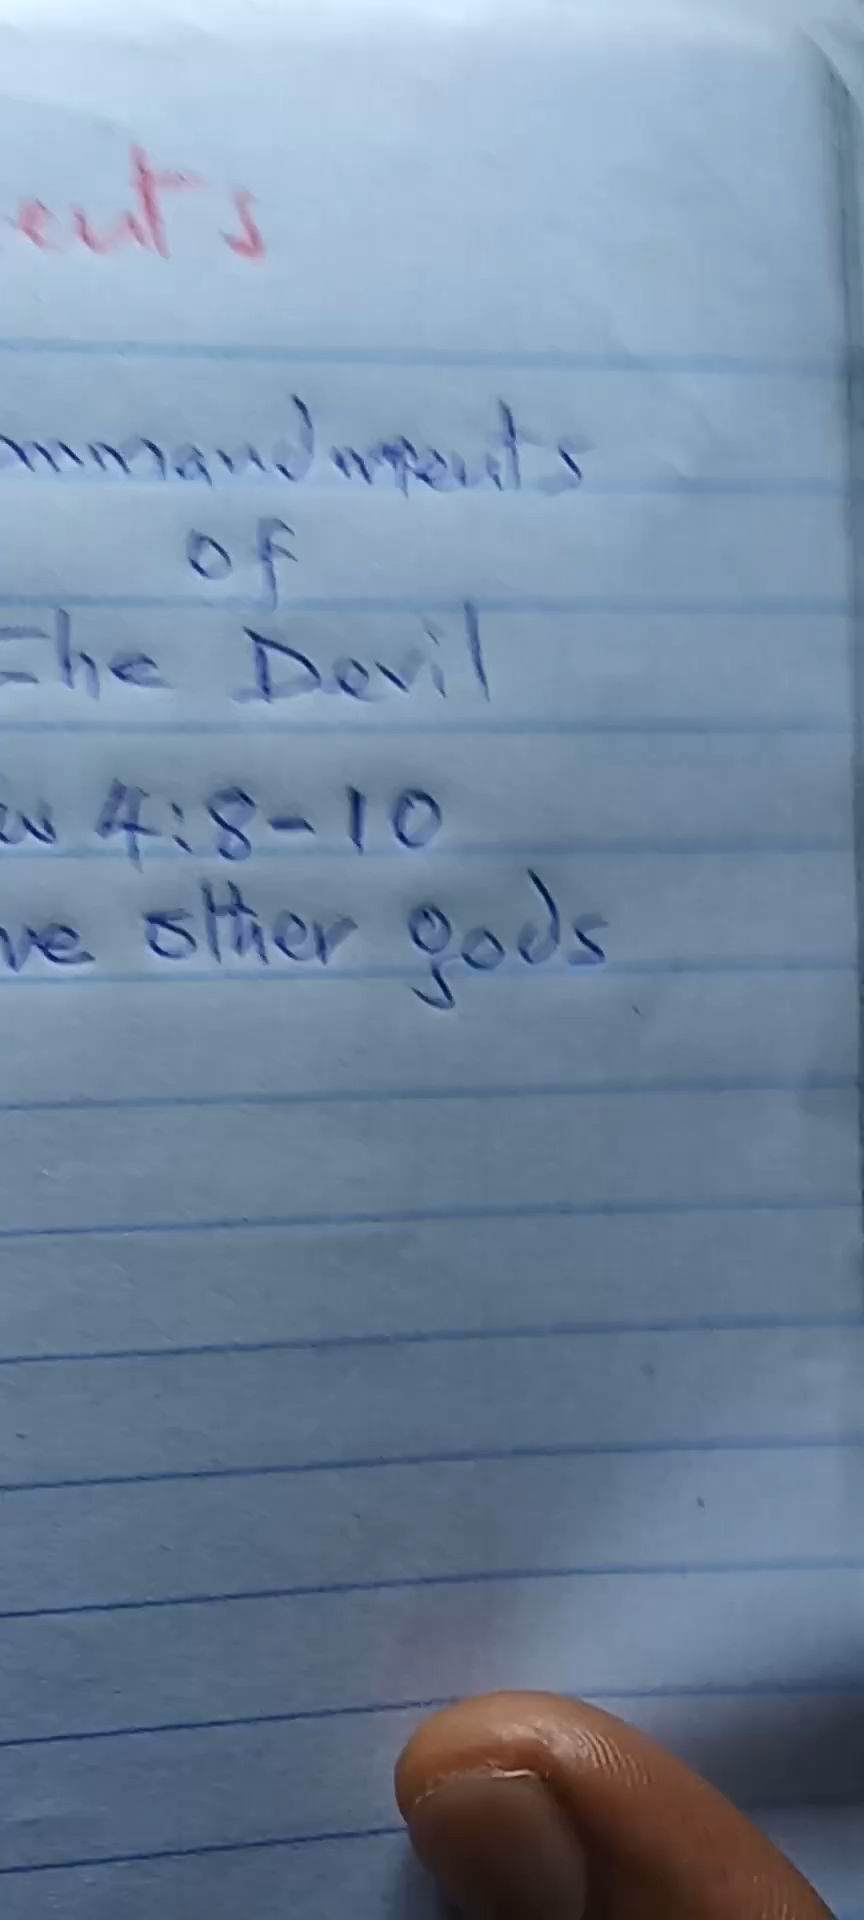 ents
mmandments
of
The Devil
w 4:8-10
ve other gods